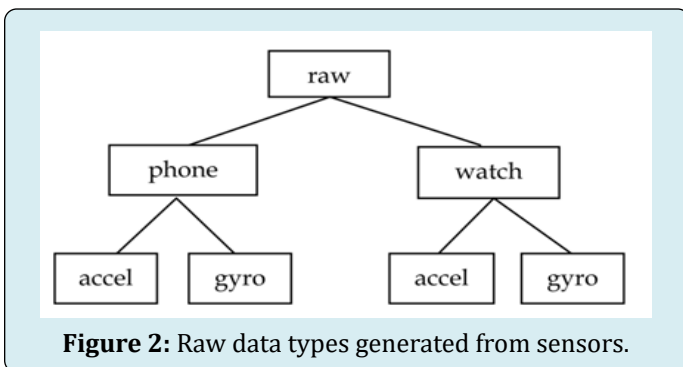 raw
phone watch
accel gyro accel gyro
Figure 2: Raw data types generated from sensors.